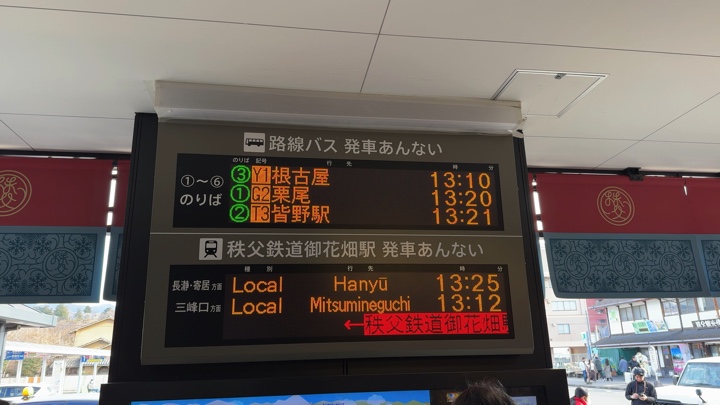 路線バス 発車あんない
のりば 記号 行先 時 分
①～⑥ のりば
③ Y1 根古屋 13:10
① G2 栗尾 13:20
② T3 皆野駅 13:21
秩父鉄道御花畑駅 発車あんない
種別 行先 時 分
長瀞・寄居方面 Local Hanyū 13:25
三峰口方面 Local Mitsumineguchi 13:12
←秩父鉄道御花畑駅